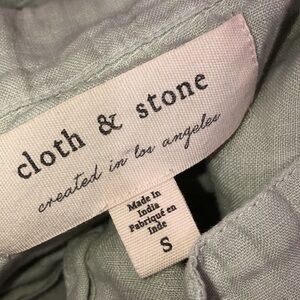 cloth & stone
created in los angeles
Made In
India
Fabriqué en
Inde
S